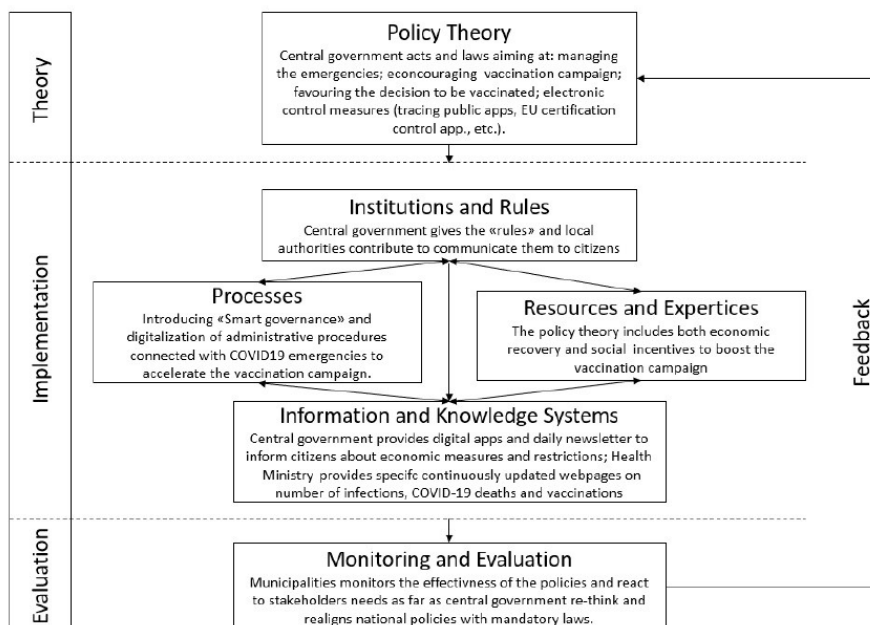 Theory
Policy Theory
Central government acts and laws aiming at: managing
the emergencies; econcouraging vaccination campaign;
favouring the decision to be vaccinated; electronic
control measures (tracing public apps, EU certification
control app., etc.).
Implementation
Institutions and Rules
Central government gives the «rules» and local
authorities contribute to communicate them to citizens
Processes
Introducing «Smart governance» and
digitalization of administrative procedures
connected with COVID19 emergencies to
accelerate the vaccination campaign.
Resources and Expertices
The policy theory includes both economic
recovery and social incentives to boost the
vaccination campaign
Feedback
Information and Knowledge Systems
Central government provides digital apps and daily newsletter to
inform citizens about economic measures and restrictions; Health
Ministry provides specifc continuously updated webpages on
number of infections, COVID-19 deaths and vaccinations
Evaluation
Monitoring and Evaluation
Municipalities monitors the effectivness of the policies and react
to stakeholders needs as far as central government re-think and
realigns national policies with mandatory laws.